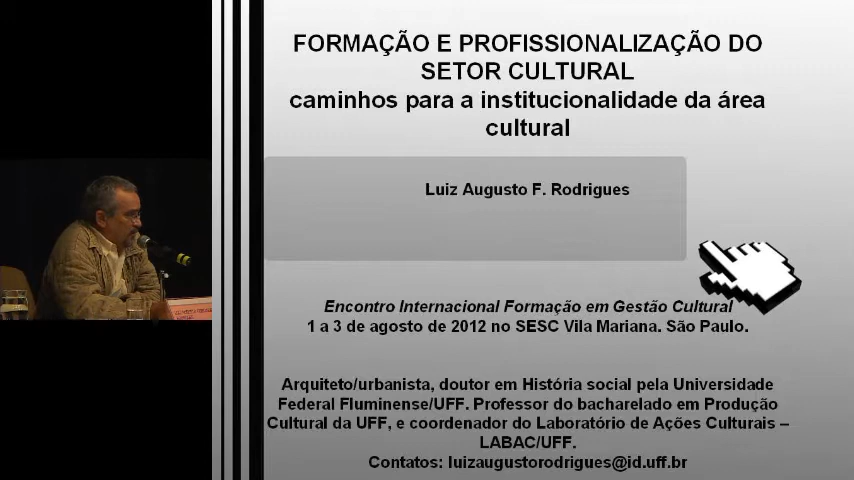 FORMAÇÃO E PROFISSIONALIZAÇÃO DO
SETOR CULTURAL
caminhos para a institucionalidade da área
cultural
Luiz Augusto F. Rodrigues
Encontro Internacional Formação em Gestão Cultural
1 a 3 de agosto de 2012 no SESC Vila Mariana. São Paulo.
Arquiteto/urbanista, doutor em História social pela Universidade
Federal Fluminense/UFF. Professor do bacharelado em Produção
Cultural da UFF, e coordenador do Laboratório de Ações Culturais –
LABAC/UFF.
Contatos: luizaugustorodrigues@id.uff.br